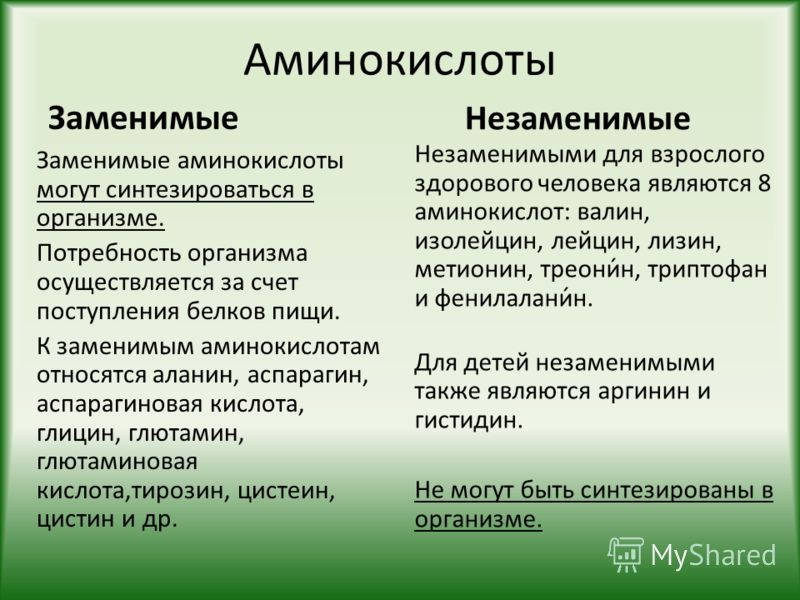 Аминокислоты
Заменимые
Заменимые аминокислоты
могут синтезироваться в
организме.
Потребность организма
осуществляется за счет
поступления белков пищи.
К заменимым аминокислотам
относятся аланин, аспарагин,
аспарагиновая кислота,
глицин, глютамин,
глютаминовая
кислота,тирозин, цистеин,
цистин и др.
Незаменимые
Незаменимыми для взрослого
здорового человека являются 8
аминокислот: валин,
изолейцин, лейцин, лизин,
метионин, треони́н, триптофан
и фенилалани́н.
Для детей незаменимыми
также являются аргинин и
гистидин.
Не могут быть синтезированы в
организме.
MyShared